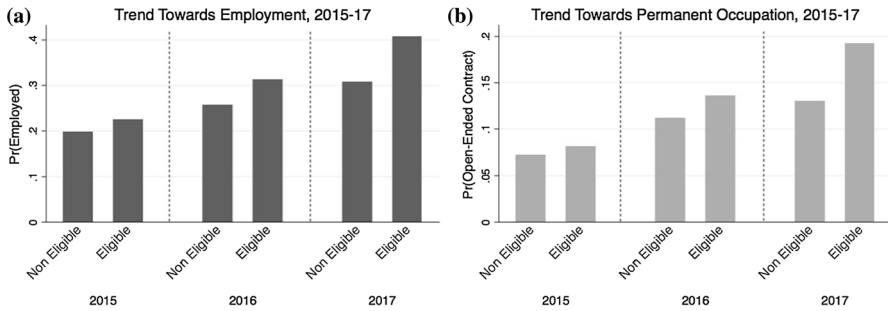 (a)
Trend Towards Employment, 2015-17
Pr(Employed)
.4
.3
.2
.1
0
Non Eligible
Eligible
Non Eligible
Eligible
Non Eligible
Eligible
2015
2016
2017
(b)
Trend Towards Permanent Occupation, 2015-17
Pr(Open-Ended Contract)
.2
.15
.1
.05
0
Non Eligible
Eligible
Non Eligible
Eligible
Non Eligible
Eligible
2015
2016
2017